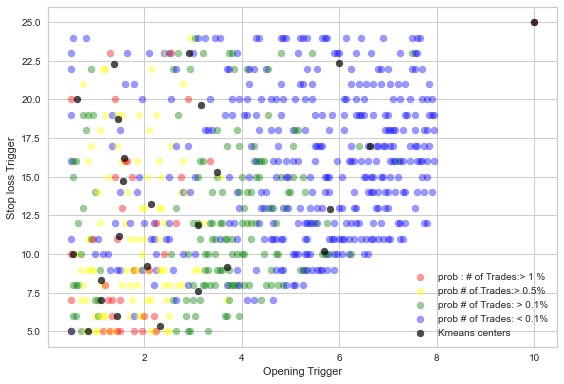 25.0
22.5
20.0
17.5
15.0
12.5
10.0
7.5
5.0
Stop loss Trigger
prob : # of Trades:> 1 %
prob # of Trades:> 0.5%
prob # of Trades: > 0.1%
prob # of Trades: < 0.1%
Kmeans centers
2 4 6 8 10
Opening Trigger